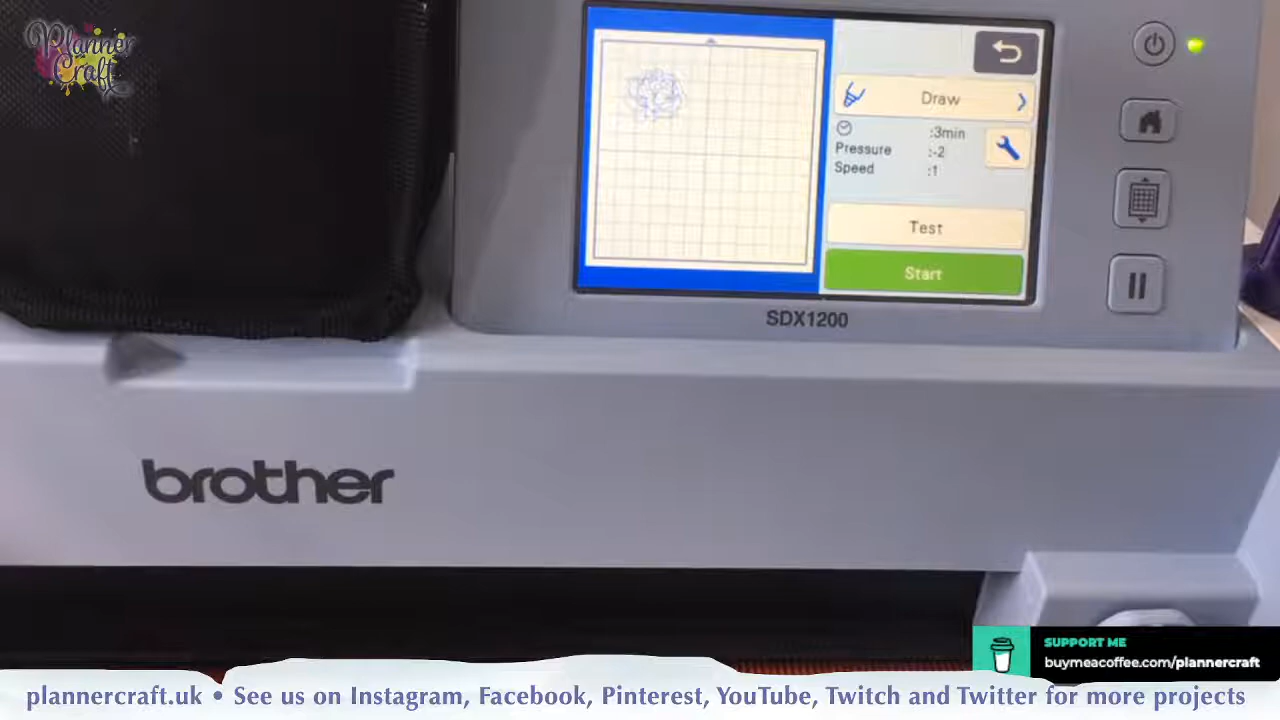 Planner
Craft
Draw
:3min
Pressure :-2
Speed :1
Test
Start
SDX1200
brother
SUPPORT ME
buymeacoffee.com/plannercraft
plannercraft.uk • See us on Instagram, Facebook, Pinterest, YouTube, Twitch and Twitter for more projects